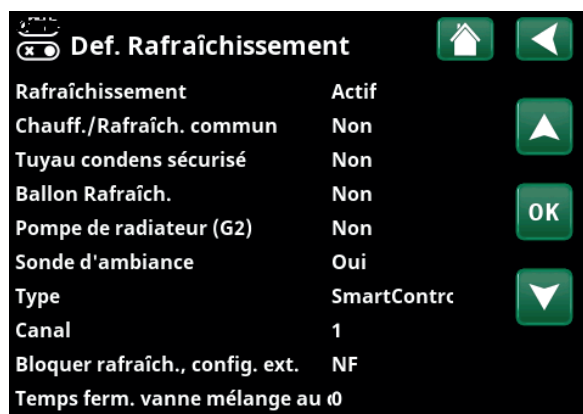 Def. Rafraîchissement
Rafraîchissement Actif
Chauff./Rafraîch. commun Non
Tuyau condens sécurisé Non
Ballon Rafraîch. Non
Pompe de radiateur (G2) Non
OK
Sonde d'ambiance Oui
Type SmartContrc
Canal 1
Bloquer rafraîch., config. ext. NF
Temps ferm. vanne mélange au 0